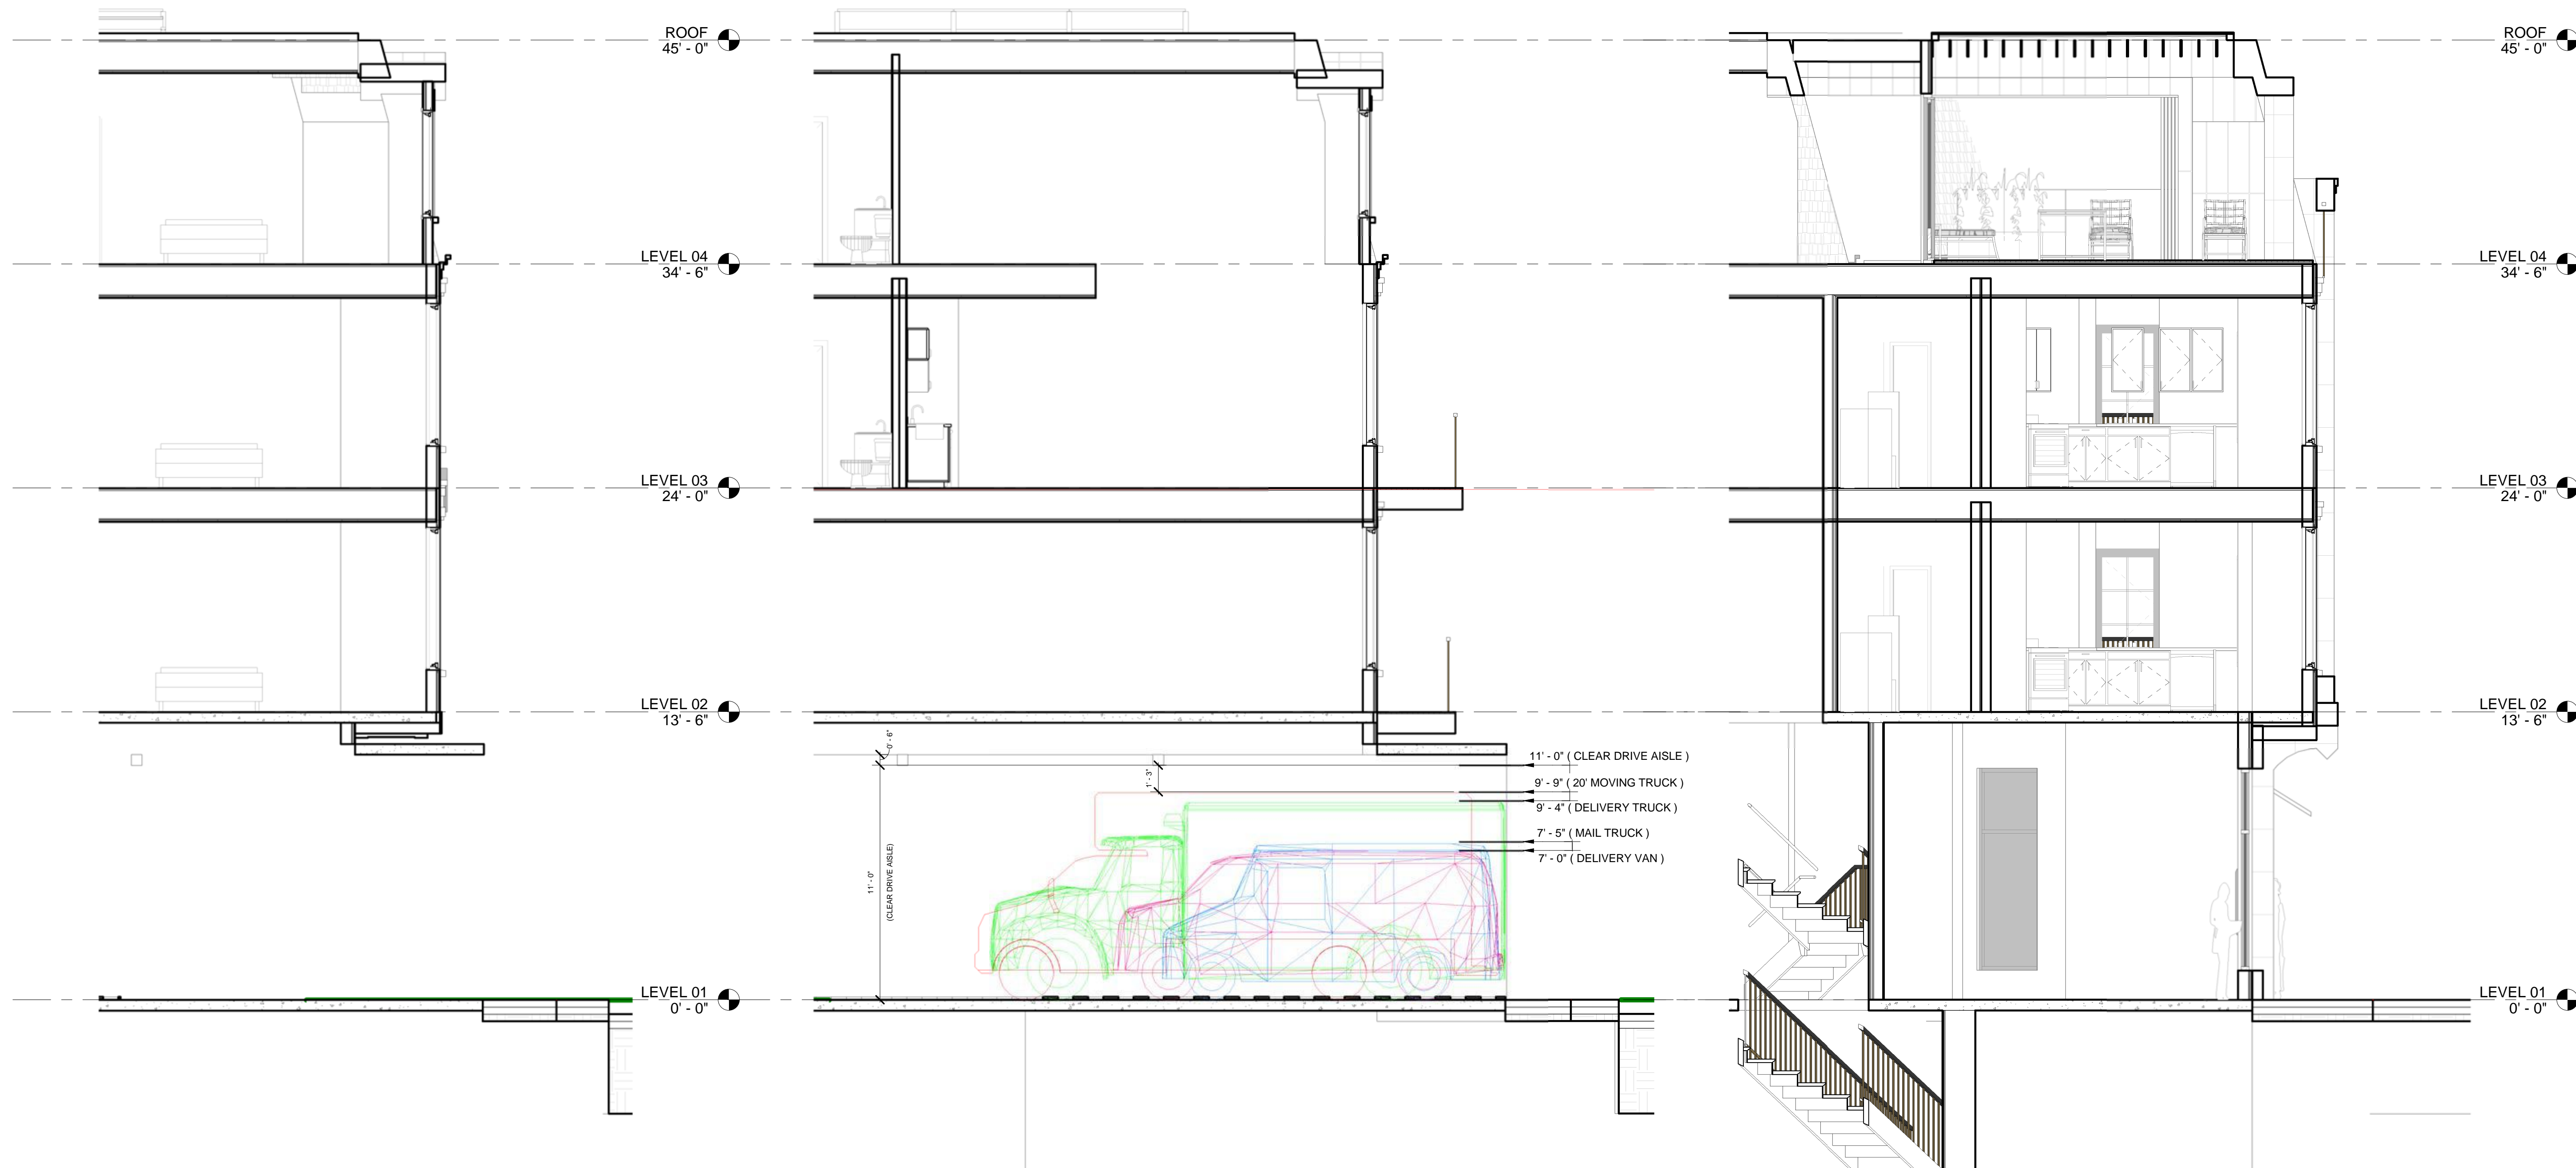 ROOF
45' - 0"
LEVEL 04
34' - 6"
LEVEL 03
24' - 0"
LEVEL 02
13' - 6"
LEVEL 01
0' - 0"
0' - 6"
1' - 3"
11' - 0"
(CLEAR DRIVE AISLE)
11' - 0" ( CLEAR DRIVE AISLE )
9' - 9" ( 20' MOVING TRUCK )
9' - 4" ( DELIVERY TRUCK )
7' - 5" ( MAIL TRUCK )
7' - 0" ( DELIVERY VAN )
ROOF
45' - 0"
LEVEL 04
34' - 6"
LEVEL 03
24' - 0"
LEVEL 02
13' - 6"
LEVEL 01
0' - 0"